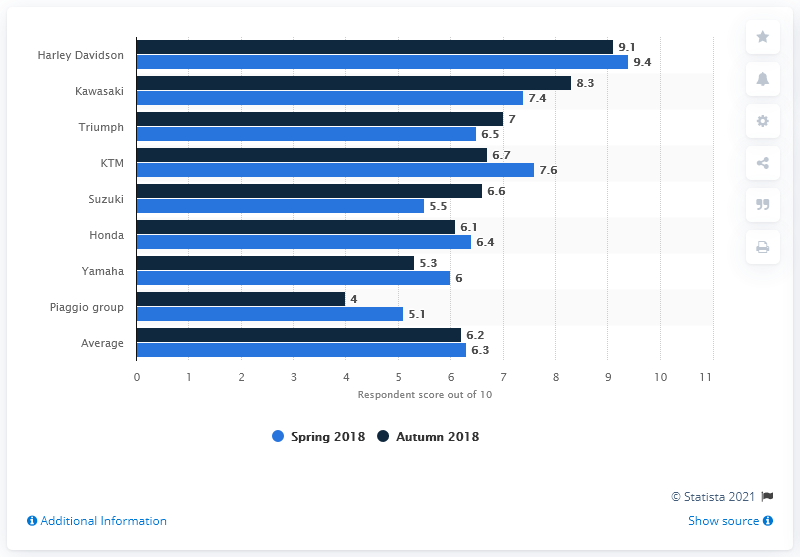 Harley Davidson
9.1
9.4
Kawasaki
8.3
7.4
Triumph
7
6.5
KTM
6.7
7.6
Suzuki
6.6
5.5
Honda
6.1
6.4
Yamaha
5.3
6
Piaggio group
4
5.1
Average
6.2
6.3
0 1 2 3 4 5 6 7 8 9 10 11
Respondent score out of 10
Spring 2018 Autumn 2018
© Statista 2021
Additional Information Show source